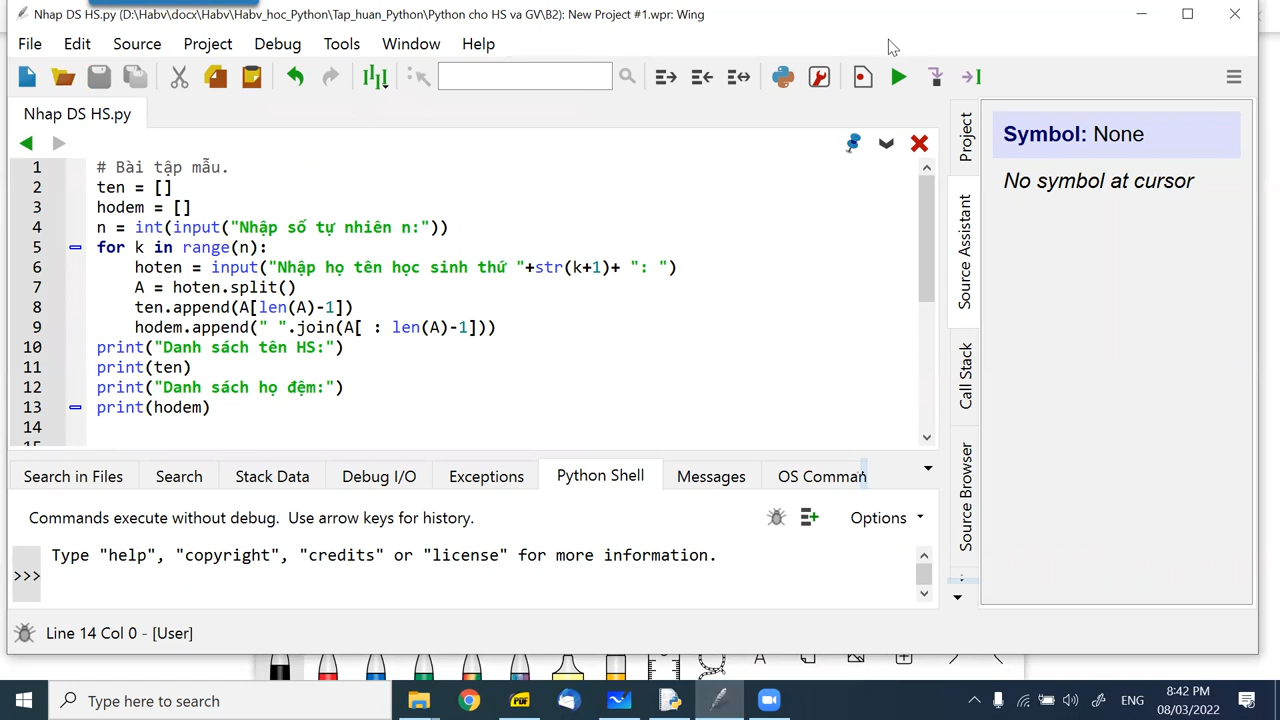 Nhap DS HS.py (D:\Habv\docx\Habv\Habv_hoc_Python\Tap_huan_Python\Python cho HS va GV\B2): New Project #1.wpr: Wing
File Edit Source Project Debug Tools Window Help
Nhap DS HS.py
1 # Bài tập mẫu.
2 ten = []
3 hodem = []
4 n = int(input("Nhập số tự nhiên n:"))
5 for k in range(n):
6 hoten = input("Nhập họ tên học sinh thứ "+str(k+1)+ ": ")
7 A = hoten.split()
8 ten.append(A[len(A)-1])
9 hodem.append(" ".join(A[ : len(A)-1]))
10 print("Danh sách tên HS:")
11 print(ten)
12 print("Danh sách họ đệm:")
13 print(hodem)
14
Project
Source Assistant
Call Stack
Source Browser
Symbol: None
No symbol at cursor
Search in Files Search Stack Data Debug I/O Exceptions Python Shell Messages OS Comman
Commands execute without debug. Use arrow keys for history.
Options
Type "help", "copyright", "credits" or "license" for more information.
>>>
Line 14 Col 0 - [User]
Type here to search
PDF
ENG
8:42 PM
08/03/2022